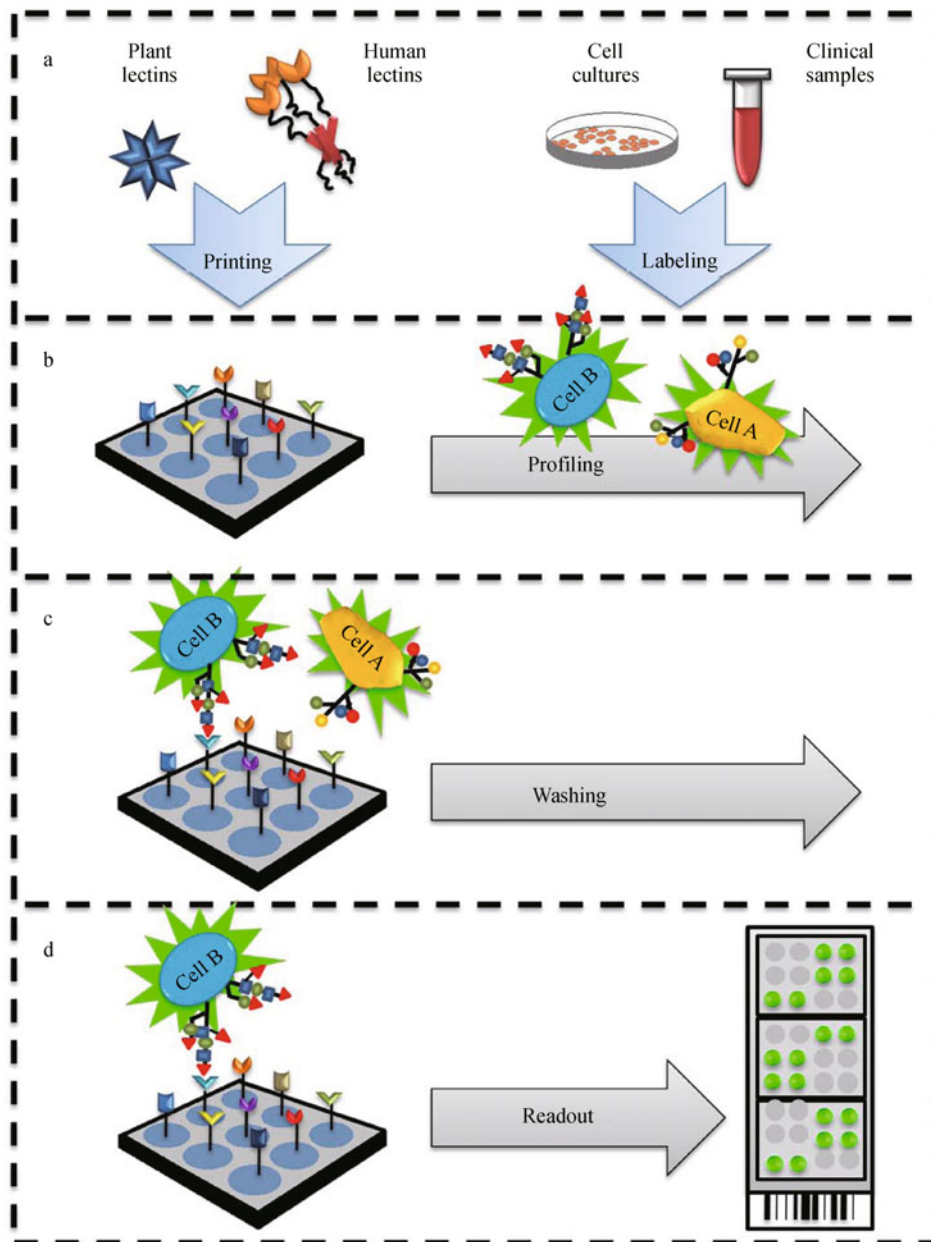 a
Plant
lectins
Human
lectins
Cell
cultures
Clinical
samples
Printing
Labeling
b
Cell B
Cell A
Profiling
c
Cell B
Cell A
Washing
d
Cell B
Readout